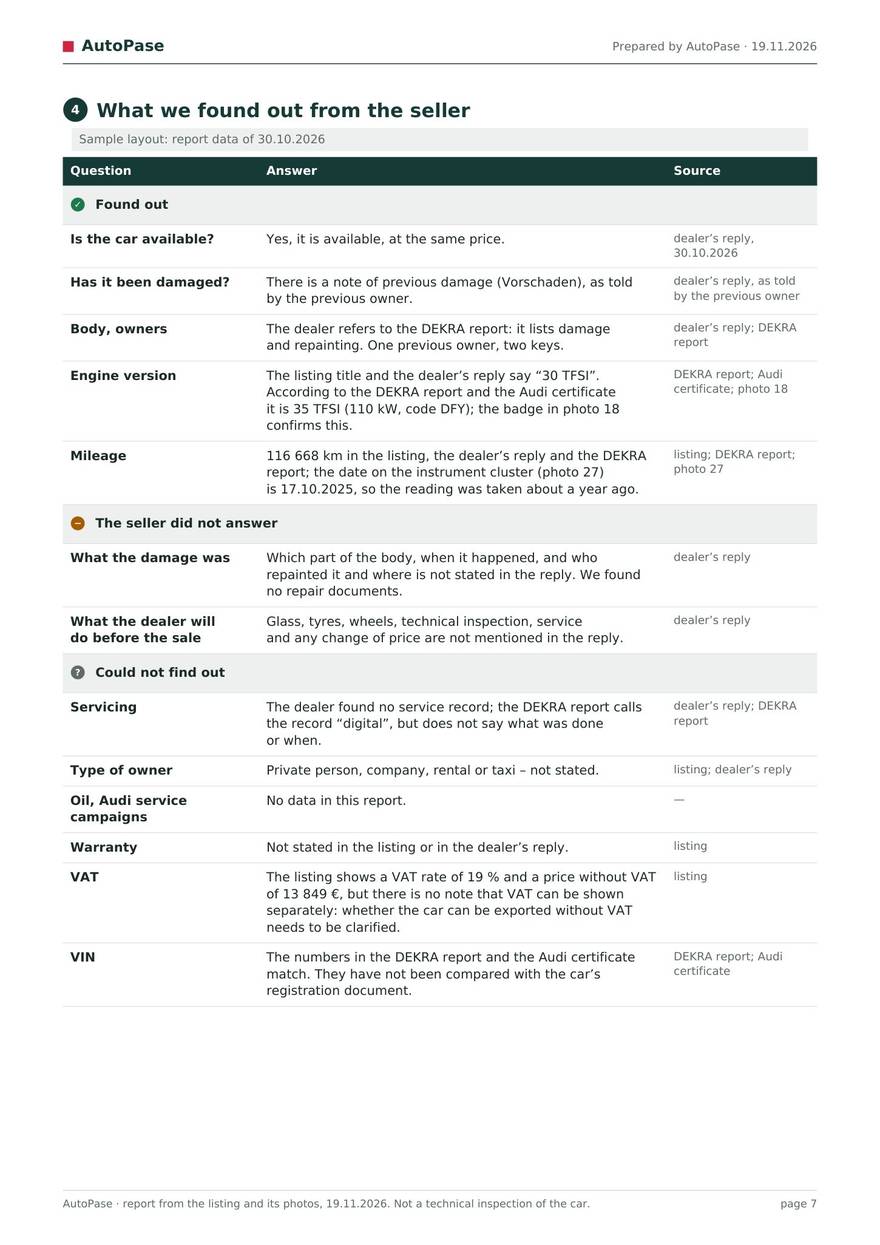 AutoPase
Prepared by AutoPase · 19.11.2026
4 What we found out from the seller
Sample layout: report data of 30.10.2026
Question Answer Source
✓ Found out
Is the car available? Yes, it is available, at the same price. dealer’s reply,
30.10.2026
Has it been damaged? There is a note of previous damage (Vorschaden), as told dealer’s reply, as told
by the previous owner. by the previous owner
Body, owners The dealer refers to the DEKRA report: it lists damage dealer’s reply; DEKRA
and repainting. One previous owner, two keys. report
Engine version The listing title and the dealer’s reply say “30 TFSI”. DEKRA report; Audi
According to the DEKRA report and the Audi certificate certificate; photo 18
it is 35 TFSI (110 kW, code DFY); the badge in photo 18
confirms this.
Mileage 116 668 km in the listing, the dealer’s reply and the DEKRA listing; DEKRA report;
report; the date on the instrument cluster (photo 27) photo 27
is 17.10.2025, so the reading was taken about a year ago.
– The seller did not answer
What the damage was Which part of the body, when it happened, and who dealer’s reply
repainted it and where is not stated in the reply. We found
no repair documents.
What the dealer will Glass, tyres, wheels, technical inspection, service dealer’s reply
do before the sale and any change of price are not mentioned in the reply.
? Could not find out
Servicing The dealer found no service record; the DEKRA report calls dealer’s reply; DEKRA
the record “digital”, but does not say what was done report
or when.
Type of owner Private person, company, rental or taxi – not stated. listing; dealer’s reply
Oil, Audi service No data in this report. —
campaigns
Warranty Not stated in the listing or in the dealer’s reply. listing
VAT The listing shows a VAT rate of 19 % and a price without VAT listing
of 13 849 €, but there is no note that VAT can be shown
separately: whether the car can be exported without VAT
needs to be clarified.
VIN The numbers in the DEKRA report and the Audi certificate DEKRA report; Audi
match. They have not been compared with the car’s certificate
registration document.
AutoPase · report from the listing and its photos, 19.11.2026. Not a technical inspection of the car. page 7